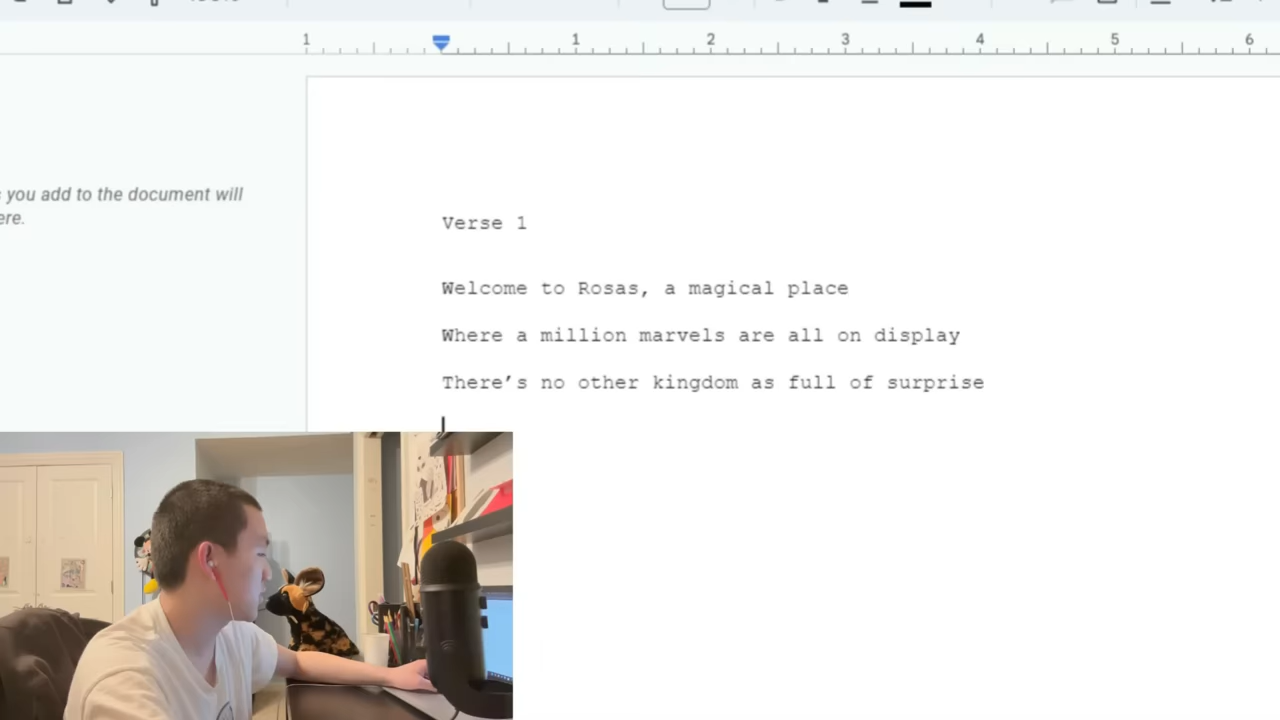 1 1 2 3 4 5 6
you add to the document will
ere.
Verse 1
Welcome to Rosas, a magical place
Where a million marvels are all on display
There’s no other kingdom as full of surprise